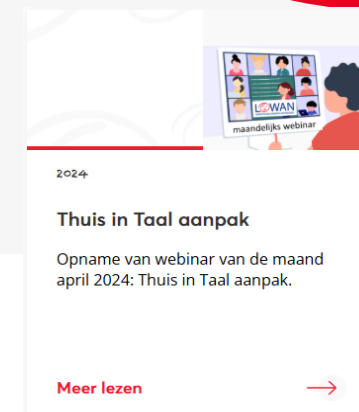 LOWAN
maandelijks webinar
2024
Thuis in Taal aanpak
Opname van webinar van de maand
april 2024: Thuis in Taal aanpak.
Meer lezen